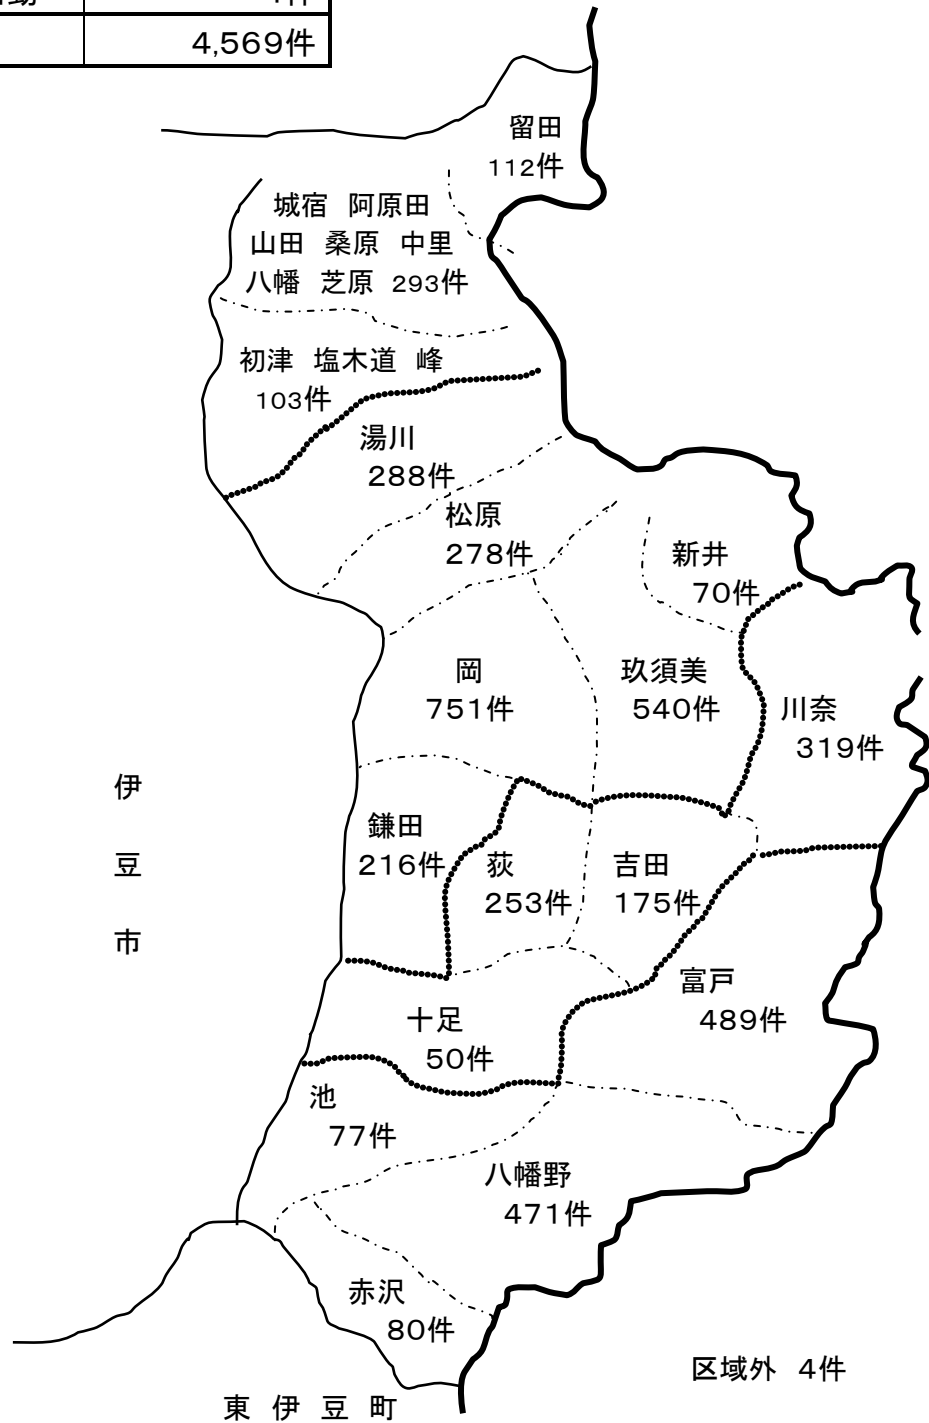 4,569件
留田
112件
城宿 阿原田
山田 桑原 中里
八幡 芝原 293件
初津 塩木道 峰
103件
湯川
288件
松原
278件
新井
70件
岡
751件
玖須美
540件
川奈
319件
伊
豆
市
鎌田
216件
荻
253件
吉田
175件
富戸
489件
十足
50件
池
77件
八幡野
471件
赤沢
80件
区域外 4件
東 伊 豆 町